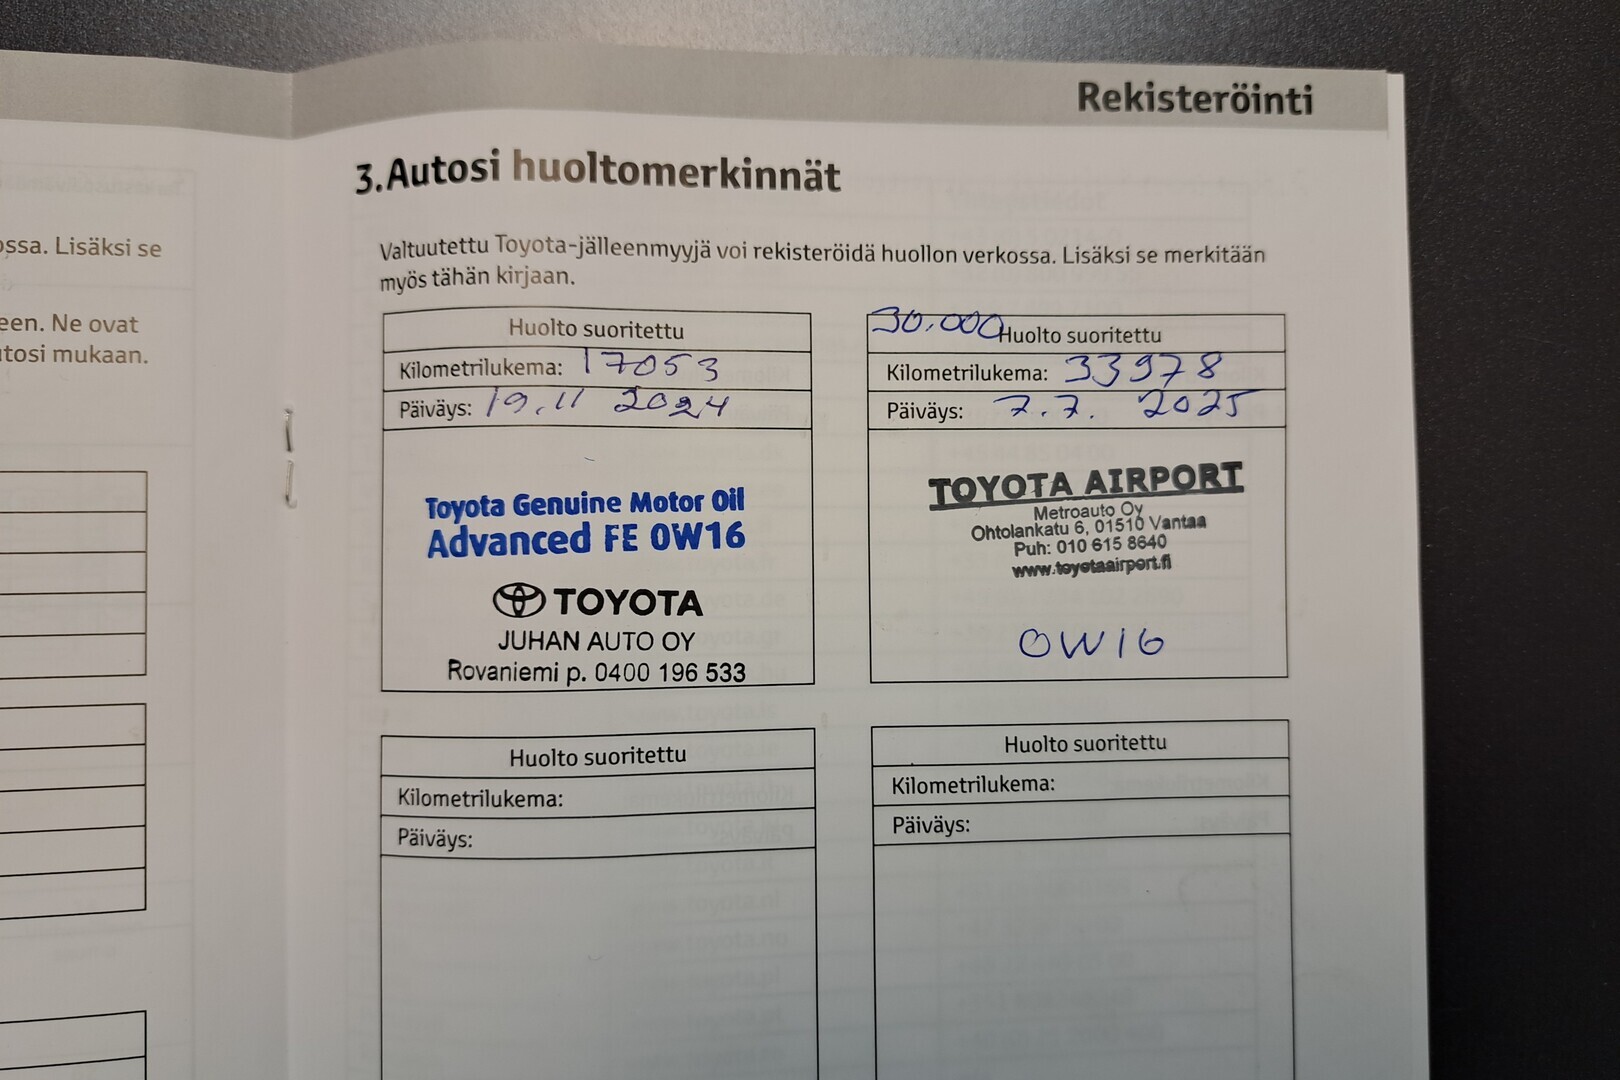 Rekisteröinti
3.Autosi huoltomerkinnät
ossa. Lisäksi se
een. Ne ovat
utosi mukaan.
Valtuutettu Toyota-jälleenmyyjä voi rekisteröidä huollon verkossa. Lisäksi se merkitään
myös tähän kirjaan.
Huolto suoritettu
Kilometrilukema: 17053
Päiväys: 19.11 2024
Toyota Genuine Motor Oil
Advanced FE 0W16
TOYOTA
JUHAN AUTO OY
Rovaniemi p. 0400 196 533
30.000 Huolto suoritettu
Kilometrilukema: 33978
Päiväys: 7.7. 2025
TOYOTA AIRPORT
Metroauto Oy
Ohtolankatu 6, 01510 Vantaa
Puh: 010 615 8640
www.toyotaairport.fi
0W16
Huolto suoritettu
Kilometrilukema:
Päiväys:
Huolto suoritettu
Kilometrilukema:
Päiväys: